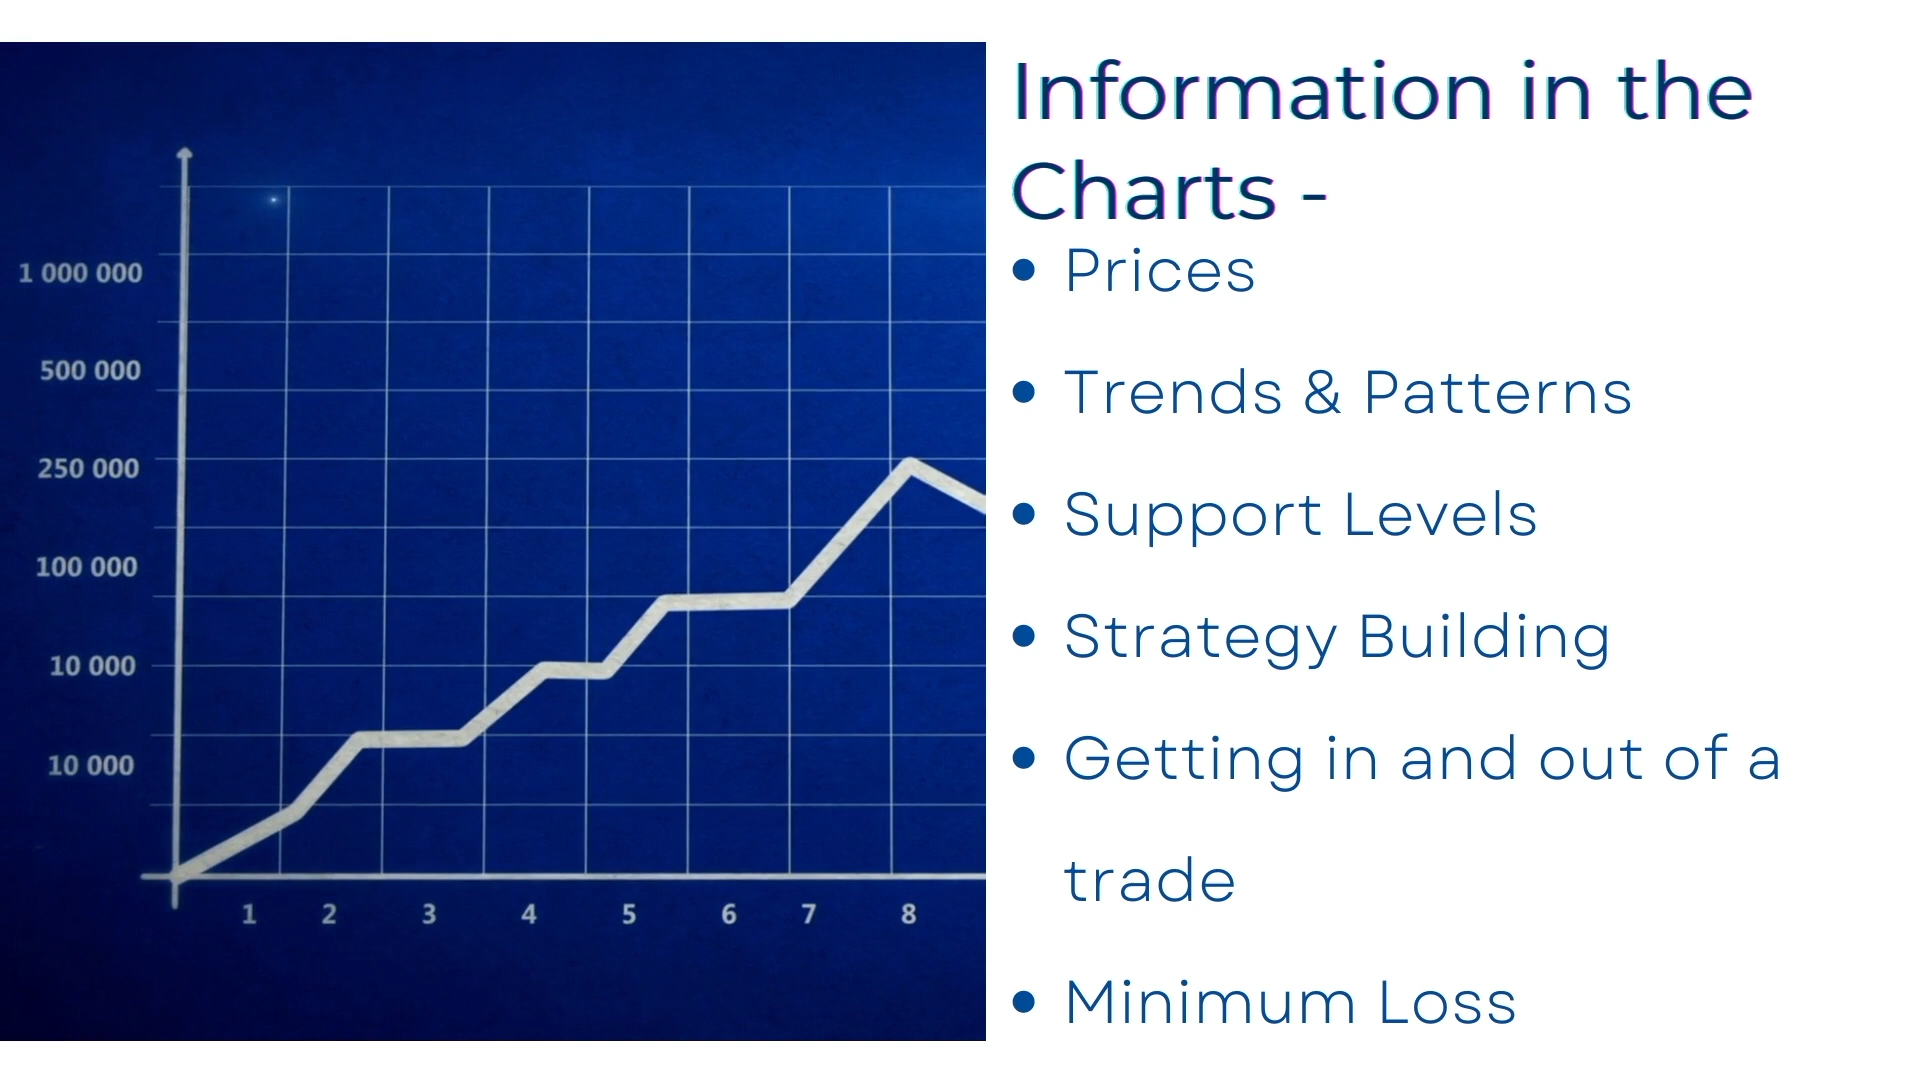 1 000 000
500 000
250 000
100 000
10 000
10 000
1 2 3 4 5 6 7 8
Information in the
Charts -
• Prices
• Trends & Patterns
• Support Levels
• Strategy Building
• Getting in and out of a
trade
• Minimum Loss